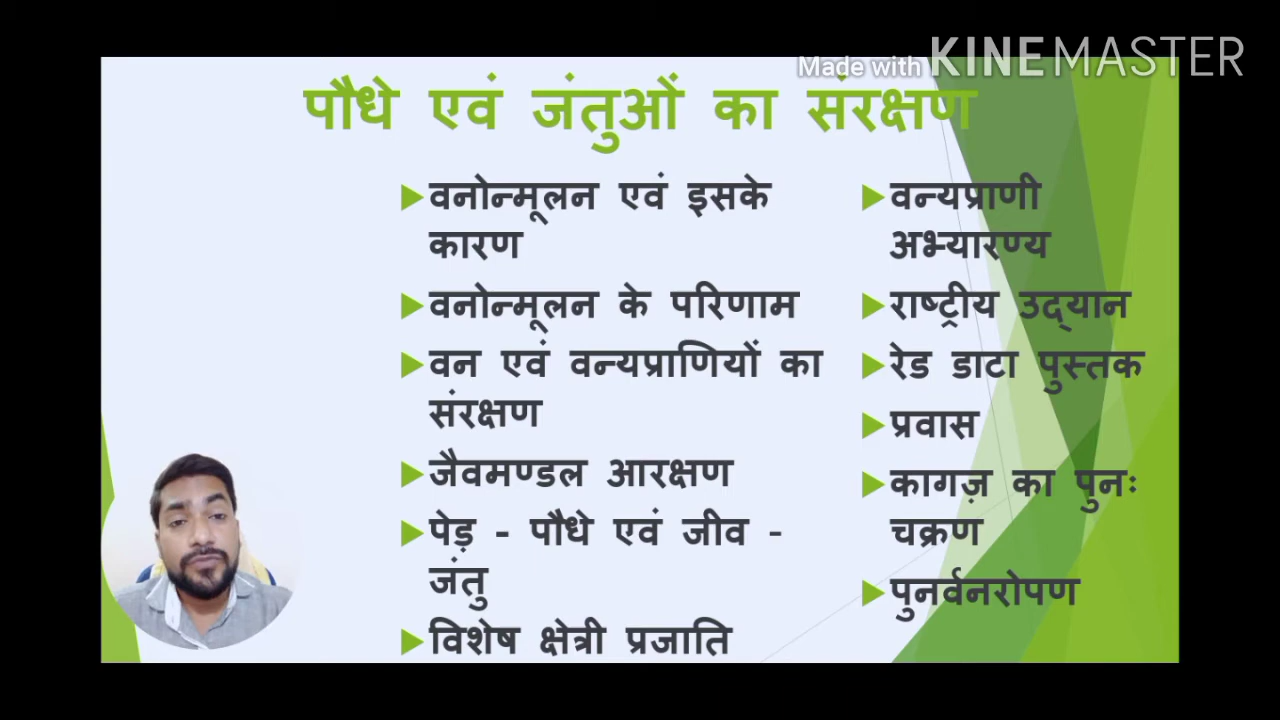 Made with KINEMASTER
पौधे एवं जंतुओं का संरक्षण
वनोन्मूलन एवं इसके
कारण
वनोन्मूलन के परिणाम
वन एवं वन्यप्राणियों का
संरक्षण
जैवमण्डल आरक्षण
पेड़ - पौधे एवं जीव -
जंतु
विशेष क्षेत्री प्रजाति
वन्यप्राणी
अभ्यारण्य
राष्ट्रीय उद्यान
रेड डाटा पुस्तक
प्रवास
कागज़ का पुनः
चक्रण
पुनर्वनरोपण